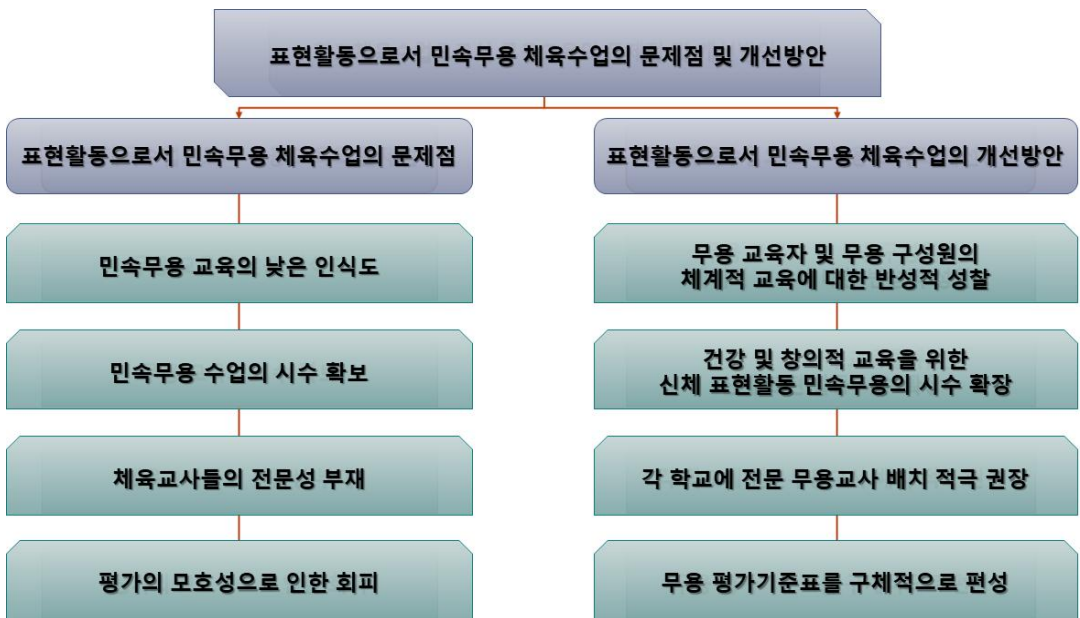 표현활동으로서 민속무용 체육수업의 문제점 및 개선방안
표현활동으로서 민속무용 체육수업의 문제점
민속무용 교육의 낮은 인식도
민속무용 수업의 시수 확보
체육교사들의 전문성 부재
평가의 모호성으로 인한 회피
표현활동으로서 민속무용 체육수업의 개선방안
무용 교육자 및 무용 구성원의
체계적 교육에 대한 반성적 성찰
건강 및 창의적 교육을 위한
신체 표현활동 민속무용의 시수 확장
각 학교에 전문 무용교사 배치 적극 권장
무용 평가기준표를 구체적으로 편성